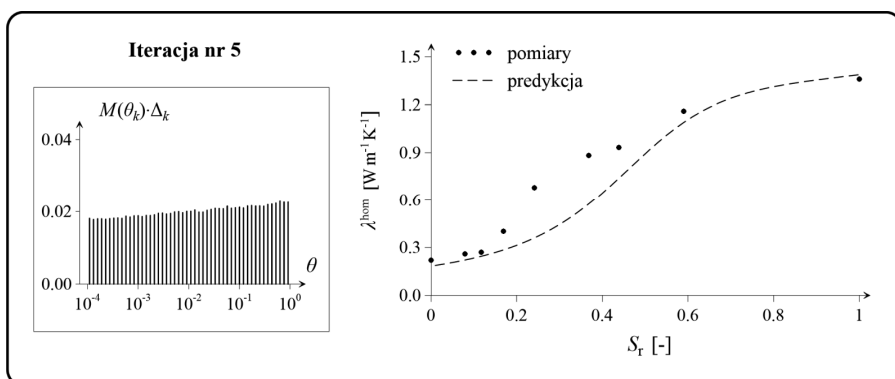 Iteracja nr 5
M(θₖ)·Δₖ
0.04
0.02
0.00
θ
10⁻⁴
10⁻³
10⁻²
10⁻¹
10⁰
pomiary
predykcja
λʰᵒᵐ [W m⁻¹K⁻¹]
1.5
1.2
0.9
0.6
0.3
0.0
0
0.2
0.4
0.6
0.8
1
Sᵣ [-]